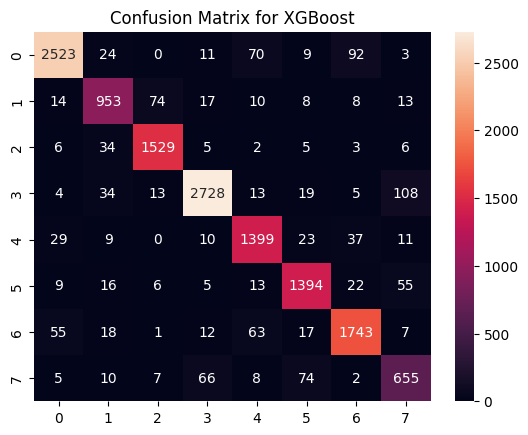 Confusion Matrix for XGBoost
0 2523 24 0 11 70 9 92 3
1 14 953 74 17 10 8 8 13
2 6 34 1529 5 2 5 3 6
3 4 34 13 2728 13 19 5 108
4 29 9 0 10 1399 23 37 11
5 9 16 6 5 13 1394 22 55
6 55 18 1 12 63 17 1743 7
7 5 10 7 66 8 74 2 655
0 1 2 3 4 5 6 7
2500
2000
1500
1000
500
0